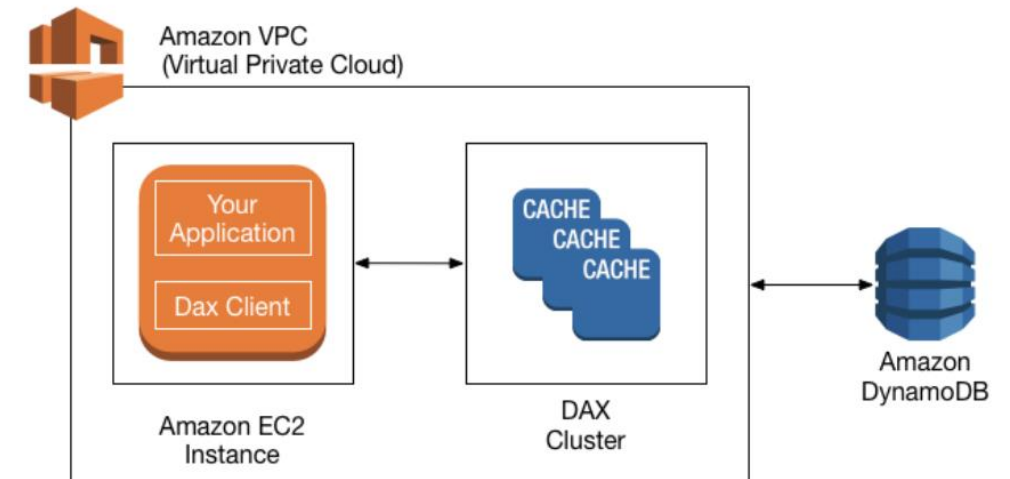 Amazon VPC
(Virtual Private Cloud)
Your
Application
Dax Client
CACHE
CACHE
CACHE
Amazon EC2
Instance
DAX
Cluster
Amazon
DynamoDB